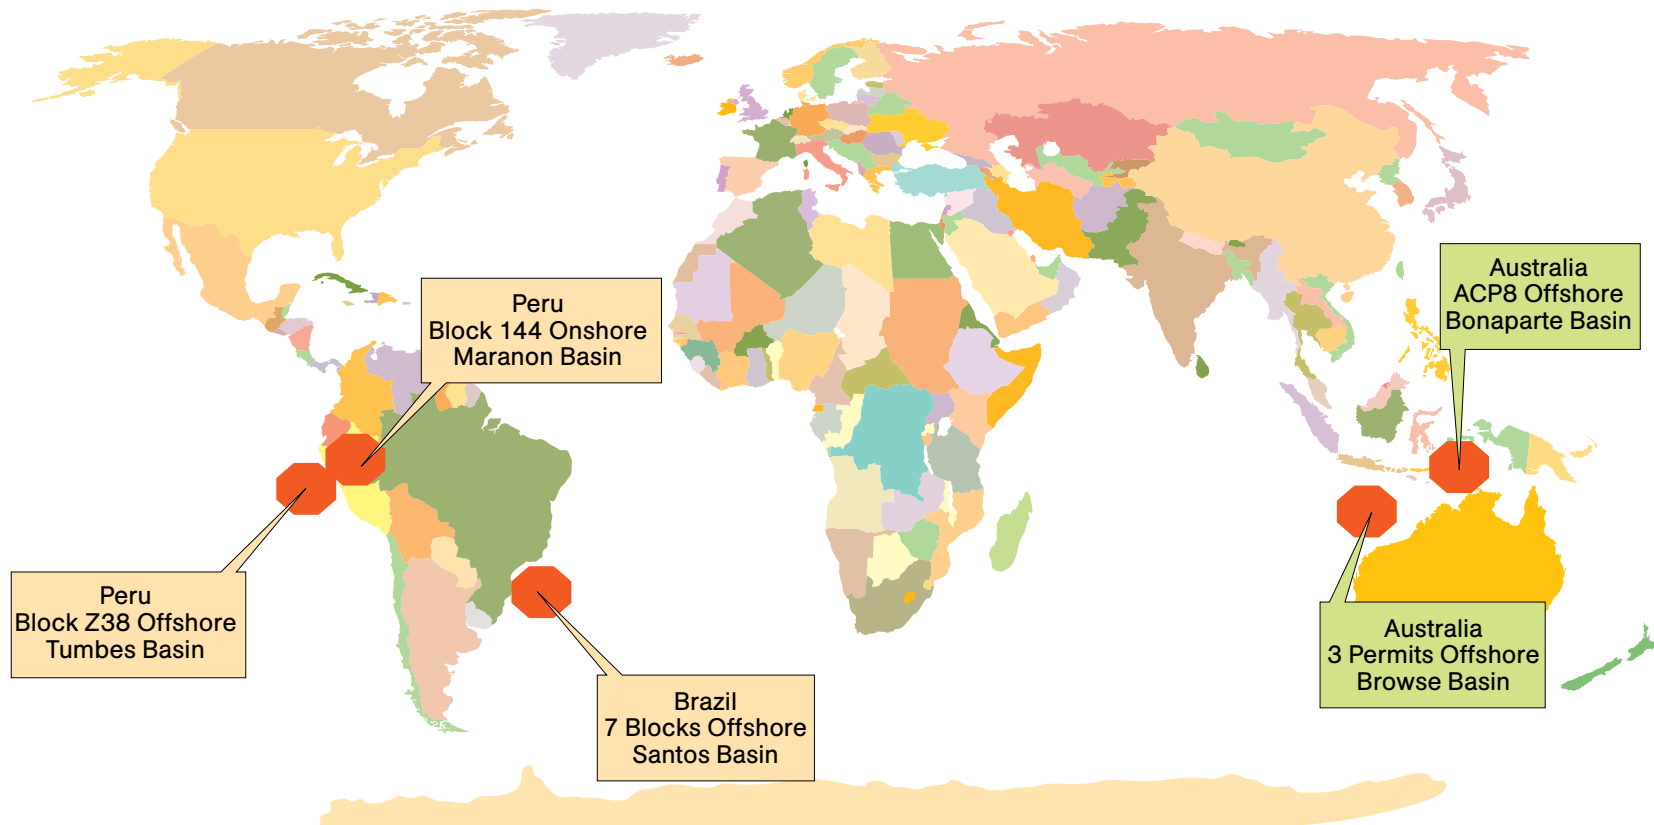 Australia
ACP8 Offshore
Bonaparte Basin
Peru
Block 144 Onshore
Maranon Basin
Peru
Block Z38 Offshore
Tumbes Basin
Australia
3 Permits Offshore
Browse Basin
Brazil
7 Blocks Offshore
Santos Basin